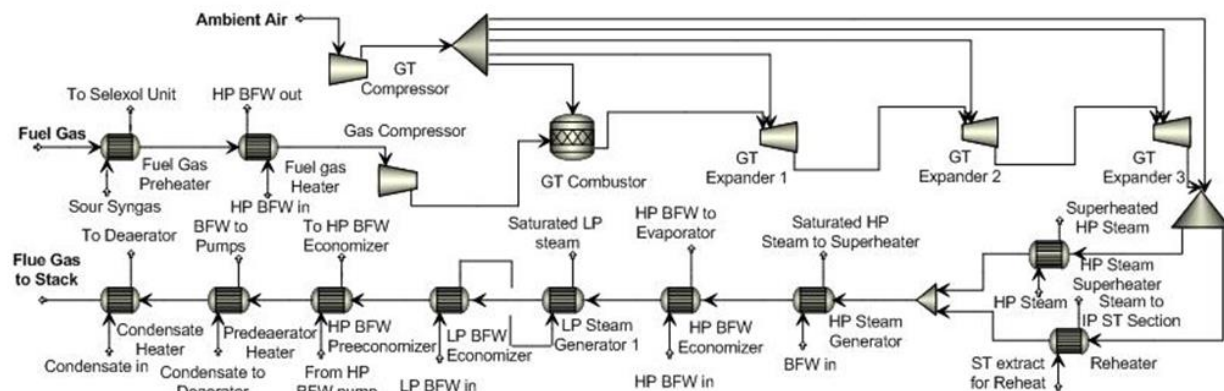 Ambient Air
GT
Compressor
To Selexol Unit
HP BFW out
Gas Compressor
Fuel Gas
Fuel Gas
Preheater
Fuel gas
Heater
GT Combustor
GT
Expander 1
GT
Expander 2
GT
Expander 3
Sour Syngas
HP BFW in
To Deaerator
BFW to
Pumps
To HP BFW
Economizer
Saturated LP
steam
HP BFW to
Evaporator
Saturated HP
Steam to Superheater
Superheated
HP Steam
HP Steam
HP Steam
Superheater
Steam to
IP ST Section
Flue Gas
to Stack
Condensate
Heater
Predeaerator
Heater
HP BFW
Preeconomizer
LP BFW
Economizer
LP Steam
Generator 1
HP BFW
Economizer
HP Steam
Generator
Reheater
Condensate in
Condensate to
Deaerator
From HP
BFW pump
LP BFW in
HP BFW in
BFW in
ST extract
for Reheat